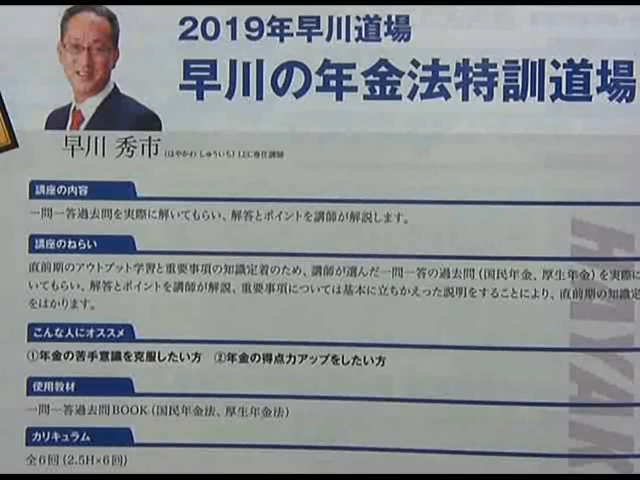 2019年早川道場
早川の年金法特訓道場
早川 秀市 (はやかわ しゅういち) LEC専任講師
講座の内容
一問一答過去問を実際に解いてもらい、解答とポイントを講師が解説します。
講座のねらい
直前期のアウトプット学習と重要事項の知識定着のため、講師が選んだ一問一答の過去問(国民年金、厚生年金)を実際に
いてもらい、解答とポイントを講師が解説、重要事項については基本に立ちかえった説明をすることにより、直前期の知識
をはかります。
こんな人にオススメ
①年金の苦手意識を克服したい方 ②年金の得点力アップをしたい方
使用教材
一問一答過去問BOOK(国民年金法、厚生年金法)
カリキュラム
全6回(2.5H×6回)
HAYAK